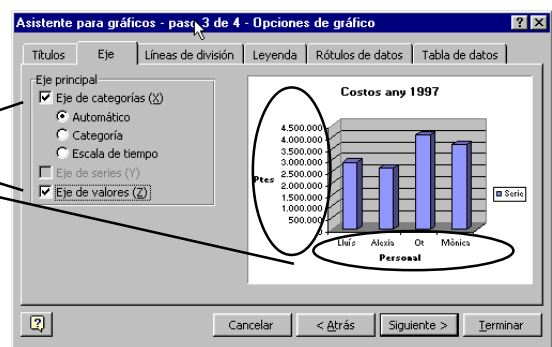 Asistente para gráficos - paso 3 de 4 - Opciones de gráfico
Títulos
Eje
Líneas de división
Leyenda
Rótulos de datos
Tabla de datos
Eje principal
Eje de categorías (X)
Automático
Categoría
Escala de tiempo
Eje de series (Y)
Eje de valores (Z)
Costos any 1997
4.500.000
4.000.000
3.500.000
3.000.000
2.500.000
2.000.000
1.500.000
1.000.000
500.000
Ptes
Lluís
Alexia
Ot
Mònica
Personal
Serie
Cancelar
< Atrás
Siguiente >
Terminar